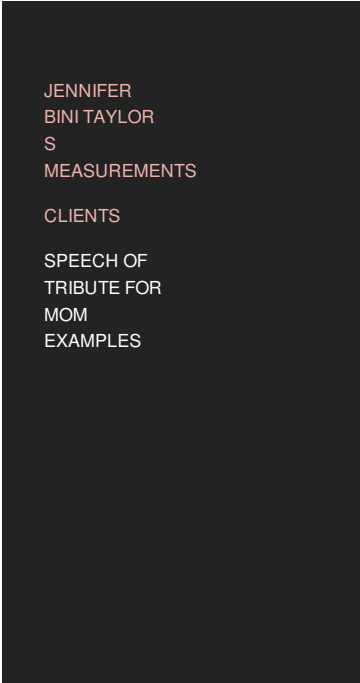 JENNIFER
BINI TAYLOR
S
MEASUREMENTS
CLIENTS
SPEECH OF
TRIBUTE FOR
MOM
EXAMPLES